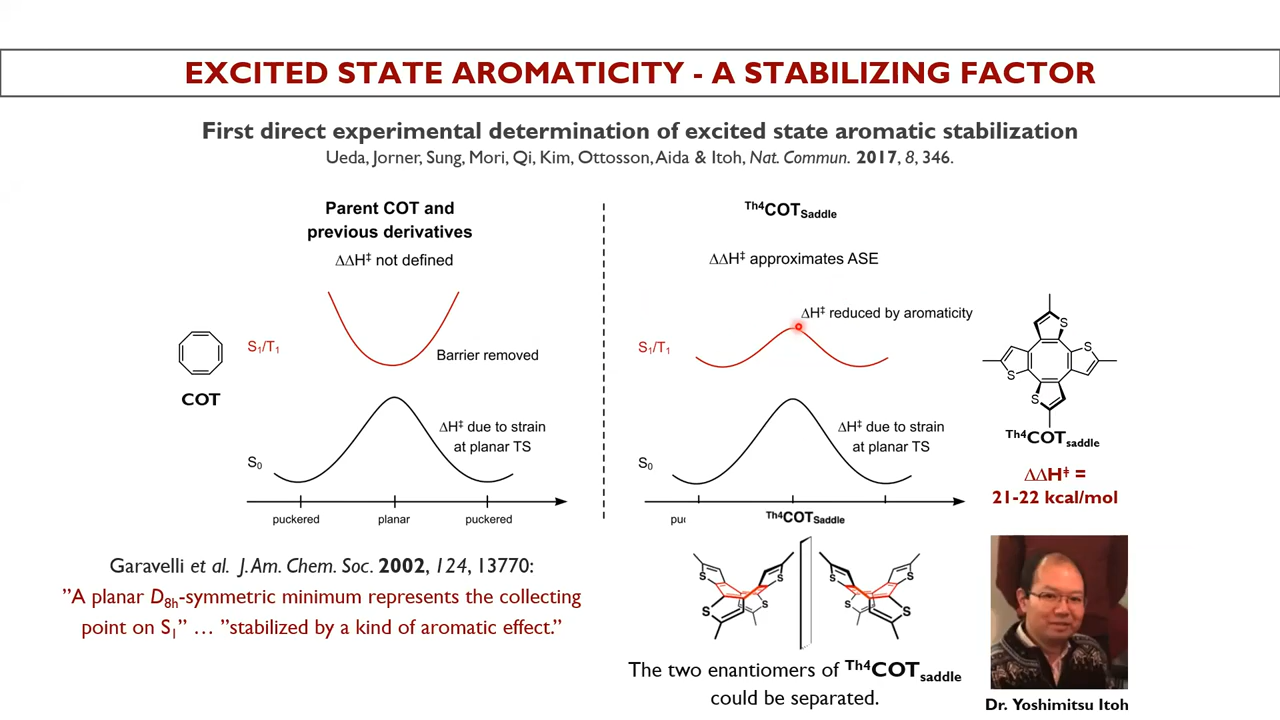 EXCITED STATE AROMATICITY - A STABILIZING FACTOR
First direct experimental determination of excited state aromatic stabilization
Ueda, Jorner, Sung, Mori, Qi, Kim, Ottosson, Aida & Itoh, Nat. Commun. 2017, 8, 346.
Parent COT and
previous derivatives
ΔΔH‡ not defined
S1/T1
Barrier removed
COT
ΔH‡ due to strain
at planar TS
S0
puckered
planar
puckered
Garavelli et al. J. Am. Chem. Soc. 2002, 124, 13770:
”A planar D8h-symmetric minimum represents the collecting
point on S1” … ”stabilized by a kind of aromatic effect.”
Th4COTSaddle
ΔΔH‡ approximates ASE
ΔH‡ reduced by aromaticity
S1/T1
ΔH‡ due to strain
at planar TS
S0
puc
Th4COTSaddle
S
S
S
S
Th4COTsaddle
ΔΔH‡ =
21-22 kcal/mol
S
S
S
S
S
S
S
S
The two enantiomers of Th4COTsaddle
could be separated.
Dr. Yoshimitsu Itoh